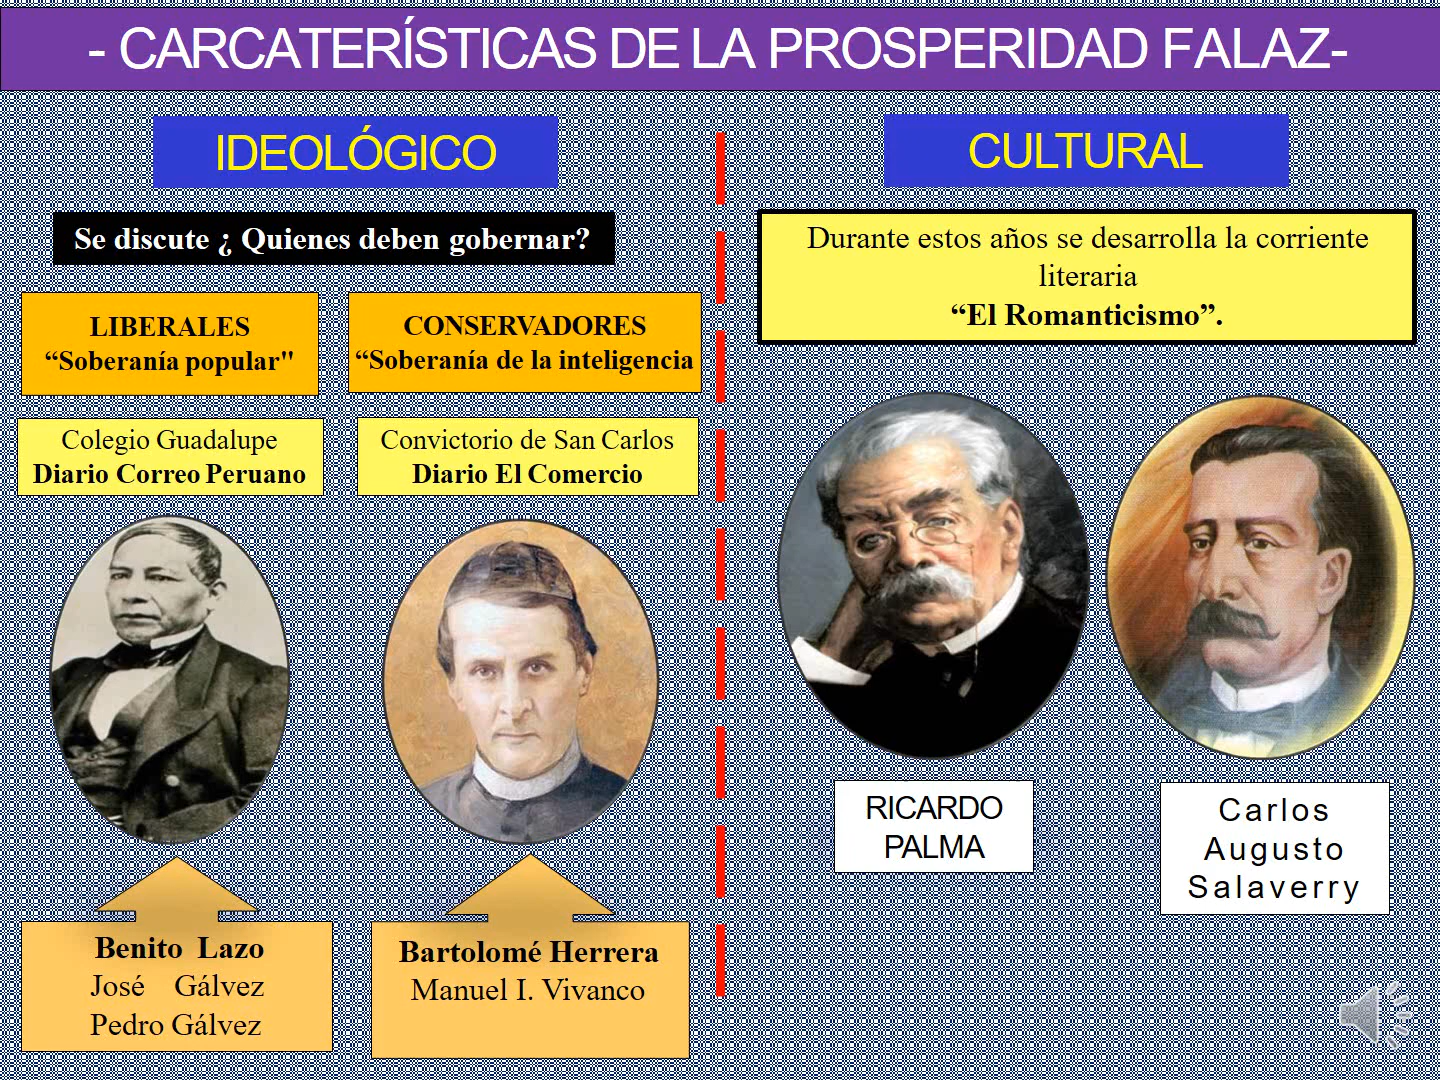 - CARCATERÍSTICAS DE LA PROSPERIDAD FALAZ-
IDEOLÓGICO
Se discute ¿ Quienes deben gobernar?
LIBERALES
“Soberanía popular"
CONSERVADORES
“Soberanía de la inteligencia
Colegio Guadalupe
Diario Correo Peruano
Convictorio de San Carlos
Diario El Comercio
Benito Lazo
José Gálvez
Pedro Gálvez
Bartolomé Herrera
Manuel I. Vivanco
CULTURAL
Durante estos años se desarrolla la corriente
literaria
“El Romanticismo”.
RICARDO
PALMA
Carlos
Augusto
Salaverry